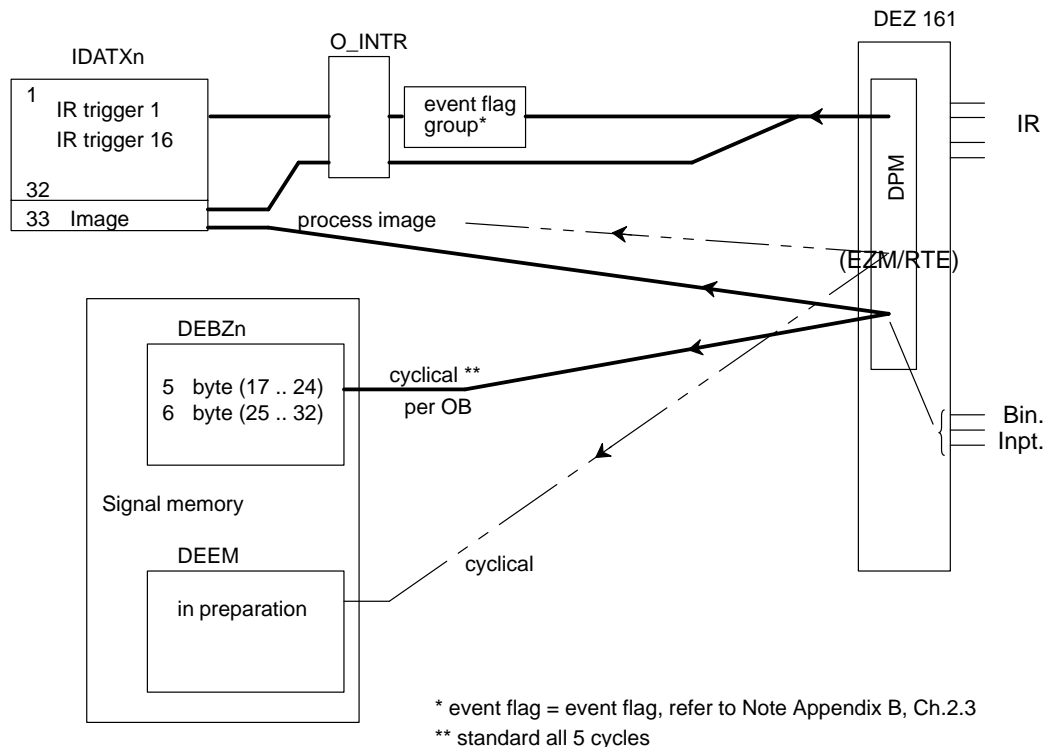 DEZ 161
O_INTR
IDATXn
1
IR trigger 1
IR trigger 16
32
33 Image
event flag
group*
IR
DPM
process image
(EZM/RTE)
DEBZn
5 byte (17 .. 24)
6 byte (25 .. 32)
cyclical **
per OB
Bin.
Inpt.
Signal memory
DEEM
in preparation
cyclical
* event flag = event flag, refer to Note Appendix B, Ch.2.3
** standard all 5 cycles